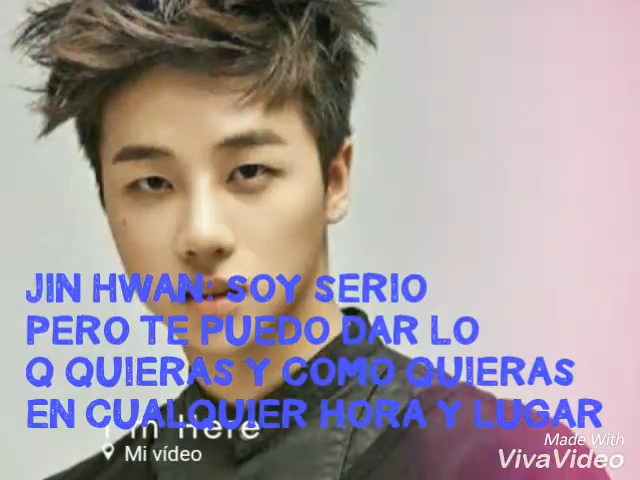 JIN HWAN: SOY SERIO
PERO TE PUEDO DAR LO
Q QUIERAS Y COMO QUIERAS
EN CUALQUIER HORA Y LUGAR
I'm here
Mi vídeo
Made With
VivaVideo